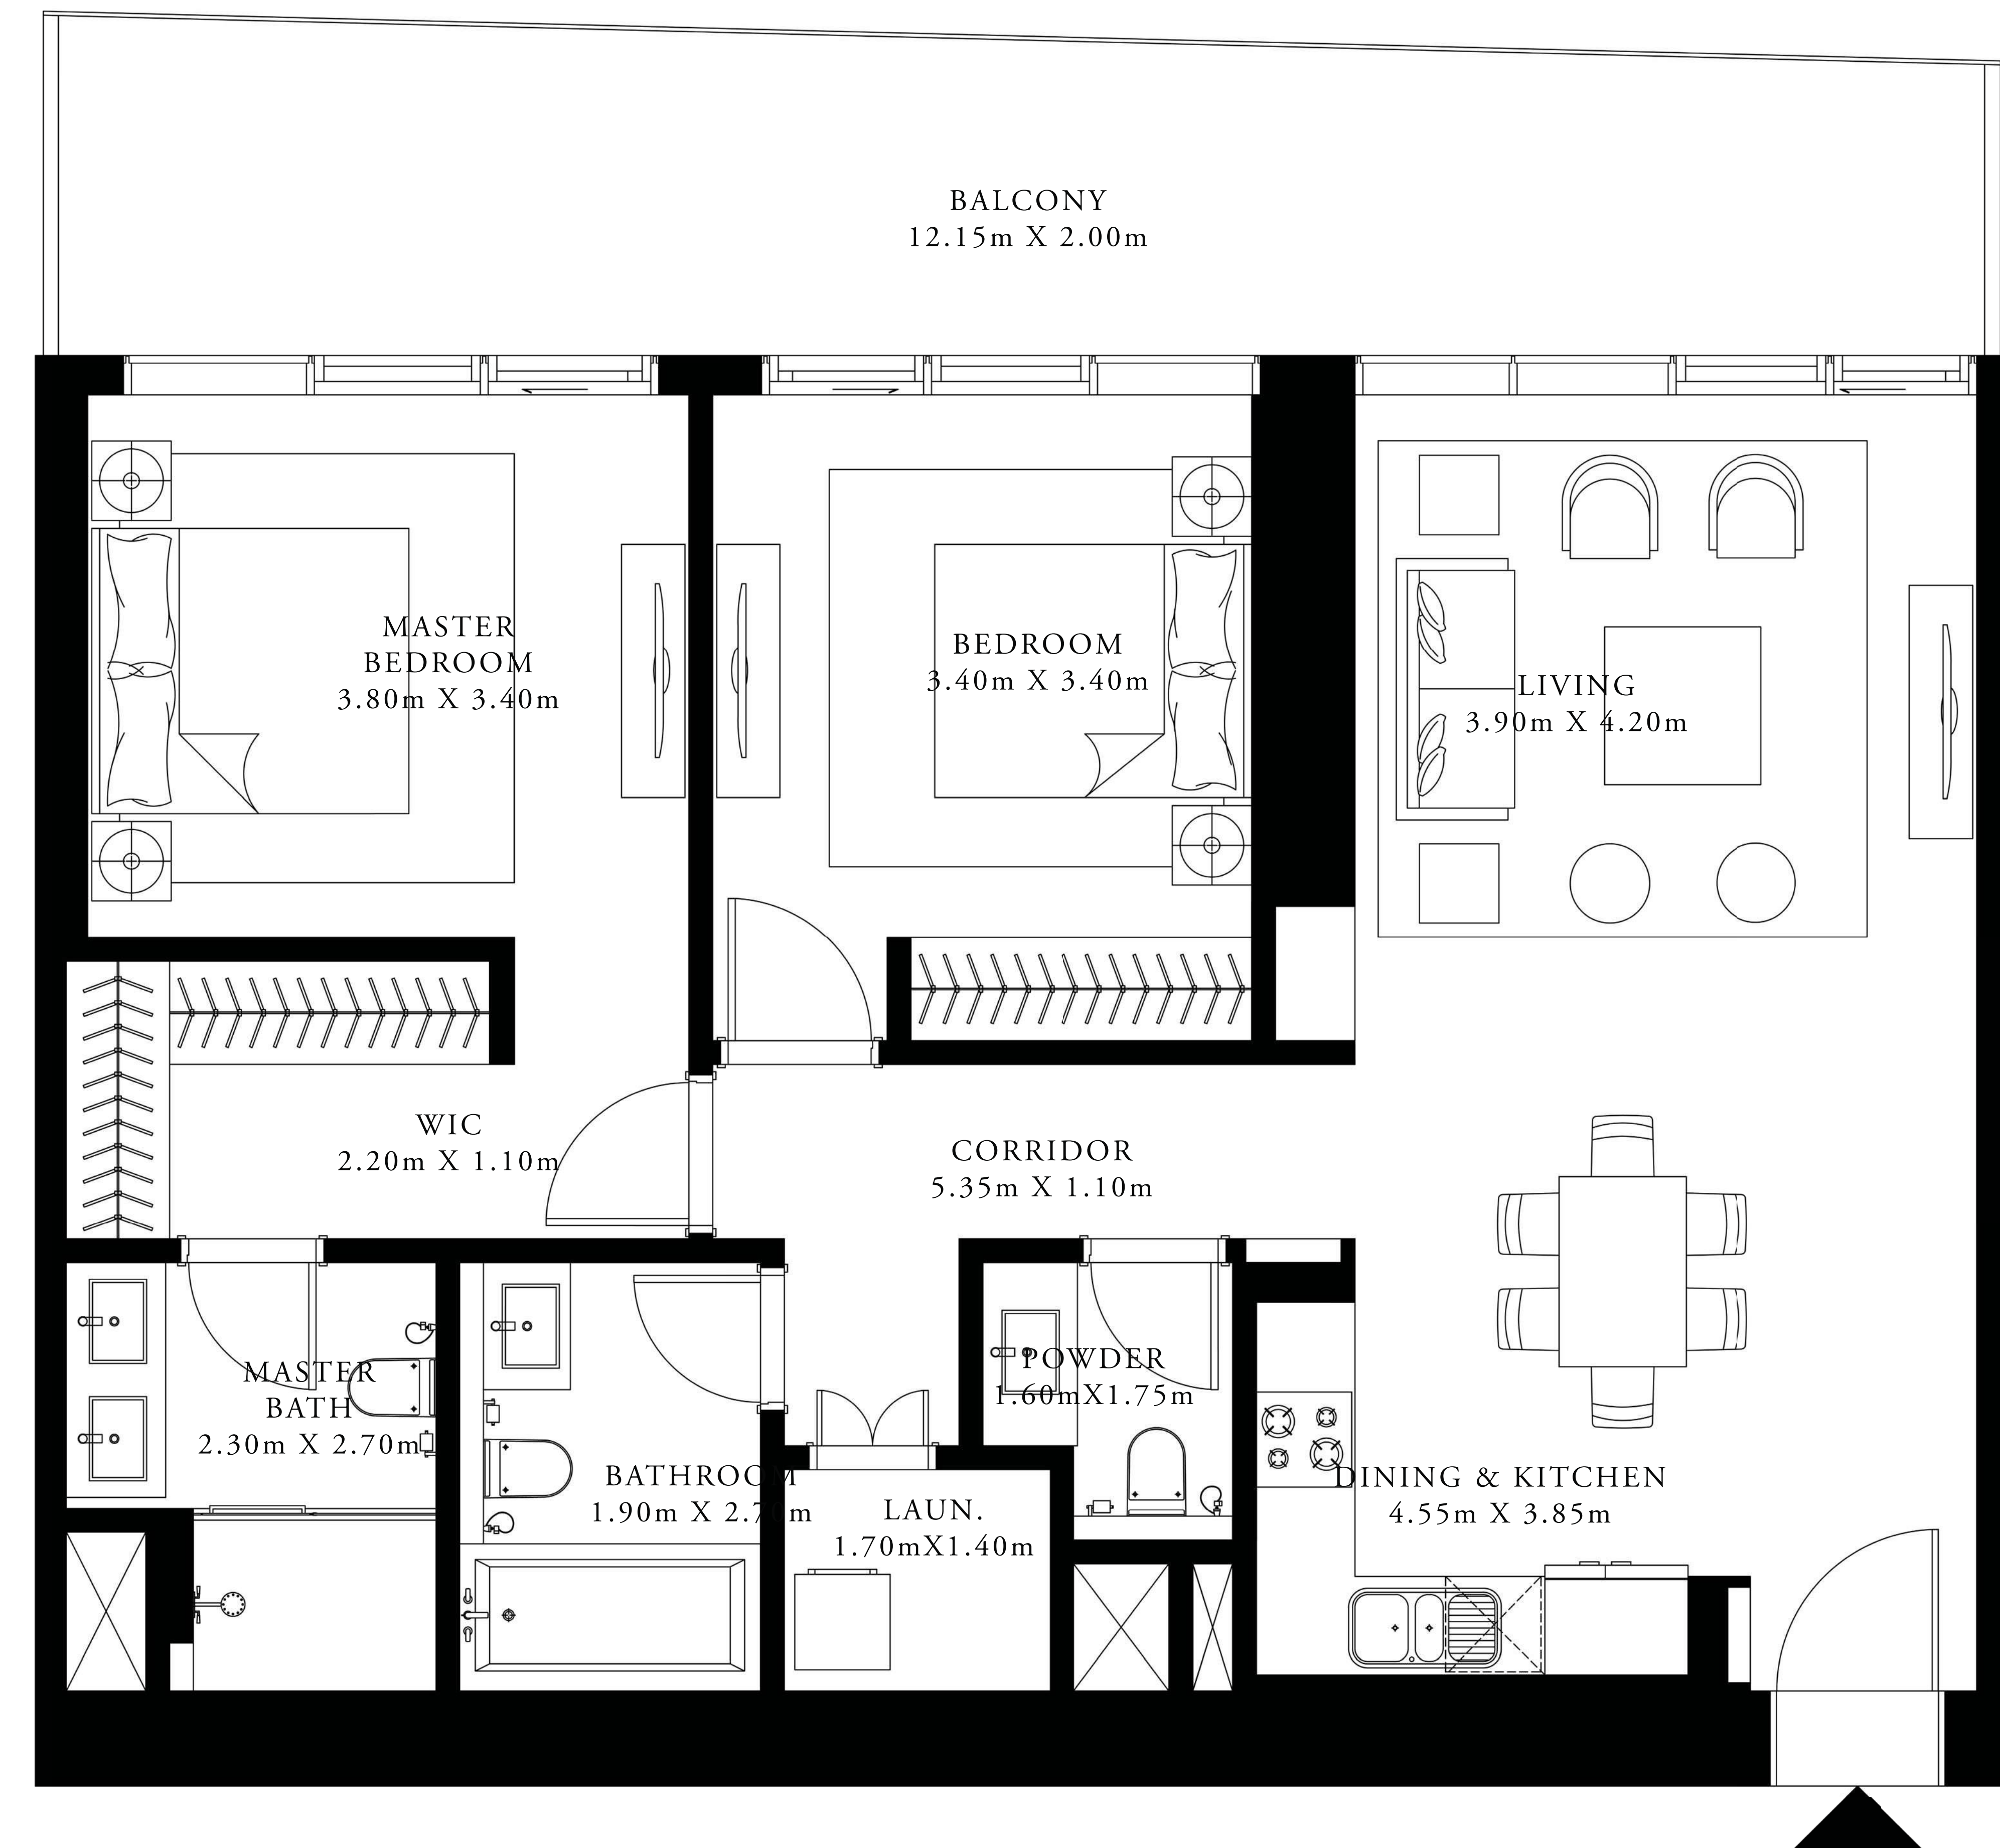 BALCONY
12.15m X 2.00m
MASTER
BEDROOM
3.80m X 3.40m
BEDROOM
3.40m X 3.40m
LIVING
3.90m X 4.20m
WIC
2.20m X 1.10m
CORRIDOR
5.35m X 1.10m
MASTER
BATH
2.30m X 2.70m
BATHROOM
1.90m X 2.70m
LAUN.
1.70mX1.40m
POWDER
1.60mX1.75m
DINING & KITCHEN
4.55m X 3.85m